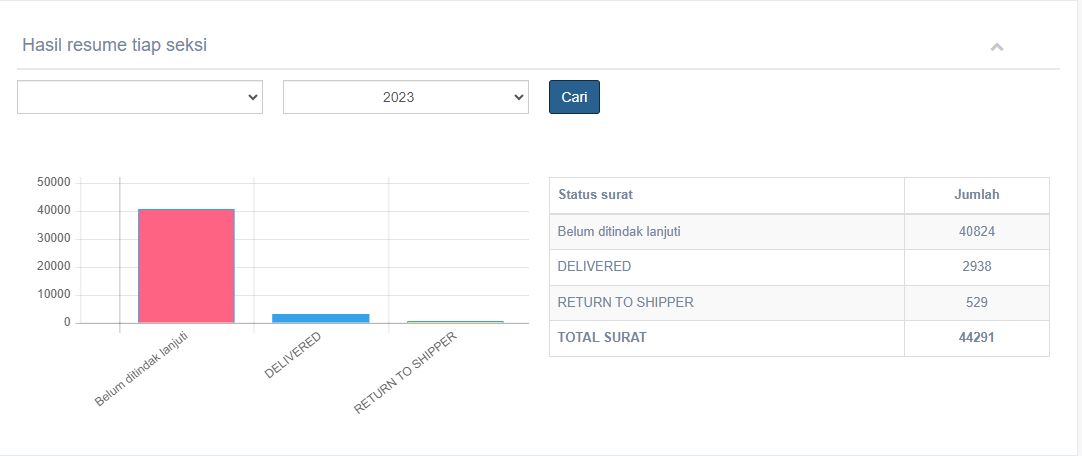 Hasil resume tiap seksi
2023
Cari
50000
40000
30000
20000
10000
0
Belum ditindak lanjuti
DELIVERED
RETURN TO SHIPPER
Status surat Jumlah
Belum ditindak lanjuti 40824
DELIVERED 2938
RETURN TO SHIPPER 529
TOTAL SURAT 44291